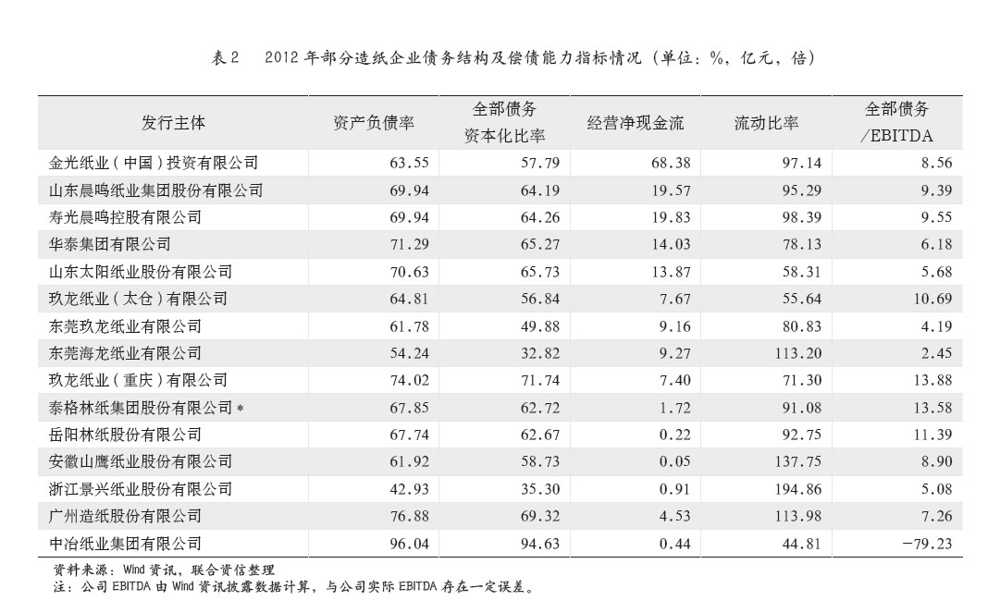 表2 2012年部分造纸企业债务结构及偿债能力指标情况（单位：%，亿元，倍）
发行主体 资产负债率 全部债务资本化比率 经营净现金流 流动比率 全部债务/EBITDA
金光纸业（中国）投资有限公司 63.55 57.79 68.38 97.14 8.56
山东晨鸣纸业集团股份有限公司 69.94 64.19 19.57 95.29 9.39
寿光晨鸣控股有限公司 69.94 64.26 19.83 98.39 9.55
华泰集团有限公司 71.29 65.27 14.03 78.13 6.18
山东太阳纸业股份有限公司 70.63 65.73 13.87 58.31 5.68
玖龙纸业（太仓）有限公司 64.81 56.84 7.67 55.64 10.69
东莞玖龙纸业有限公司 61.78 49.88 9.16 80.83 4.19
东莞海龙纸业有限公司 54.24 32.82 9.27 113.20 2.45
玖龙纸业（重庆）有限公司 74.02 71.74 7.40 71.30 13.88
泰格林纸集团股份有限公司* 67.85 62.72 1.72 91.08 13.58
岳阳林纸股份有限公司 67.74 62.67 0.22 92.75 11.39
安徽山鹰纸业股份有限公司 61.92 58.73 0.05 137.75 8.90
浙江景兴纸业股份有限公司 42.93 35.30 0.91 194.86 5.08
广州造纸股份有限公司 76.88 69.32 4.53 113.98 7.26
中冶纸业集团有限公司 96.04 94.63 0.44 44.81 −79.23
资料来源：Wind资讯，联合资信整理
注：公司EBITDA由Wind资讯披露数据计算，与公司实际EBITDA存在一定误差。